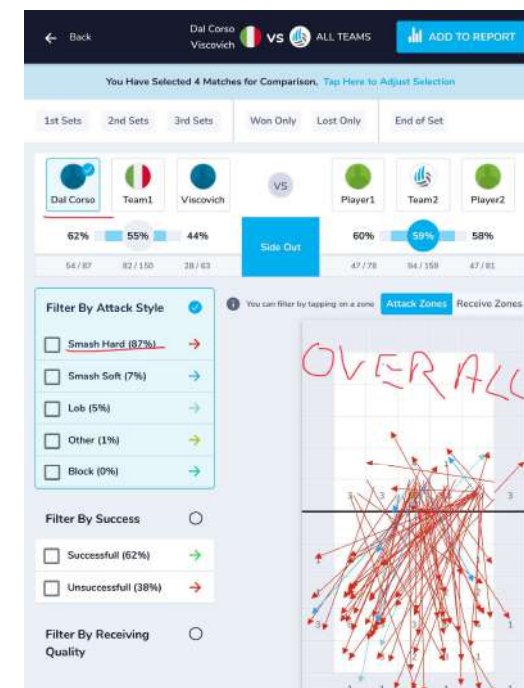 Back
Dal Corso
Viscovich
VS
ALL TEAMS
ADD TO REPORT
You Have Selected 4 Matches for Comparison. Tap Here to Adjust Selection
1st Sets 2nd Sets 3rd Sets Won Only Lost Only End of Set
Dal Corso Team1 Viscovich VS Player1 Team2 Player2
62% 55% 44% Side Out 60% 59% 58%
54/87 82/150 28/63 47/78 94/159 47/81
Filter By Attack Style
You can filter by tapping on a zone
Attack Zones Receive Zones
Smash Hard (87%)
Smash Soft (7%)
Lob (5%)
Other (1%)
Block (0%)
OVERALL
Filter By Success
Successfull (62%)
Unsuccessfull (38%)
Filter By Receiving
Quality